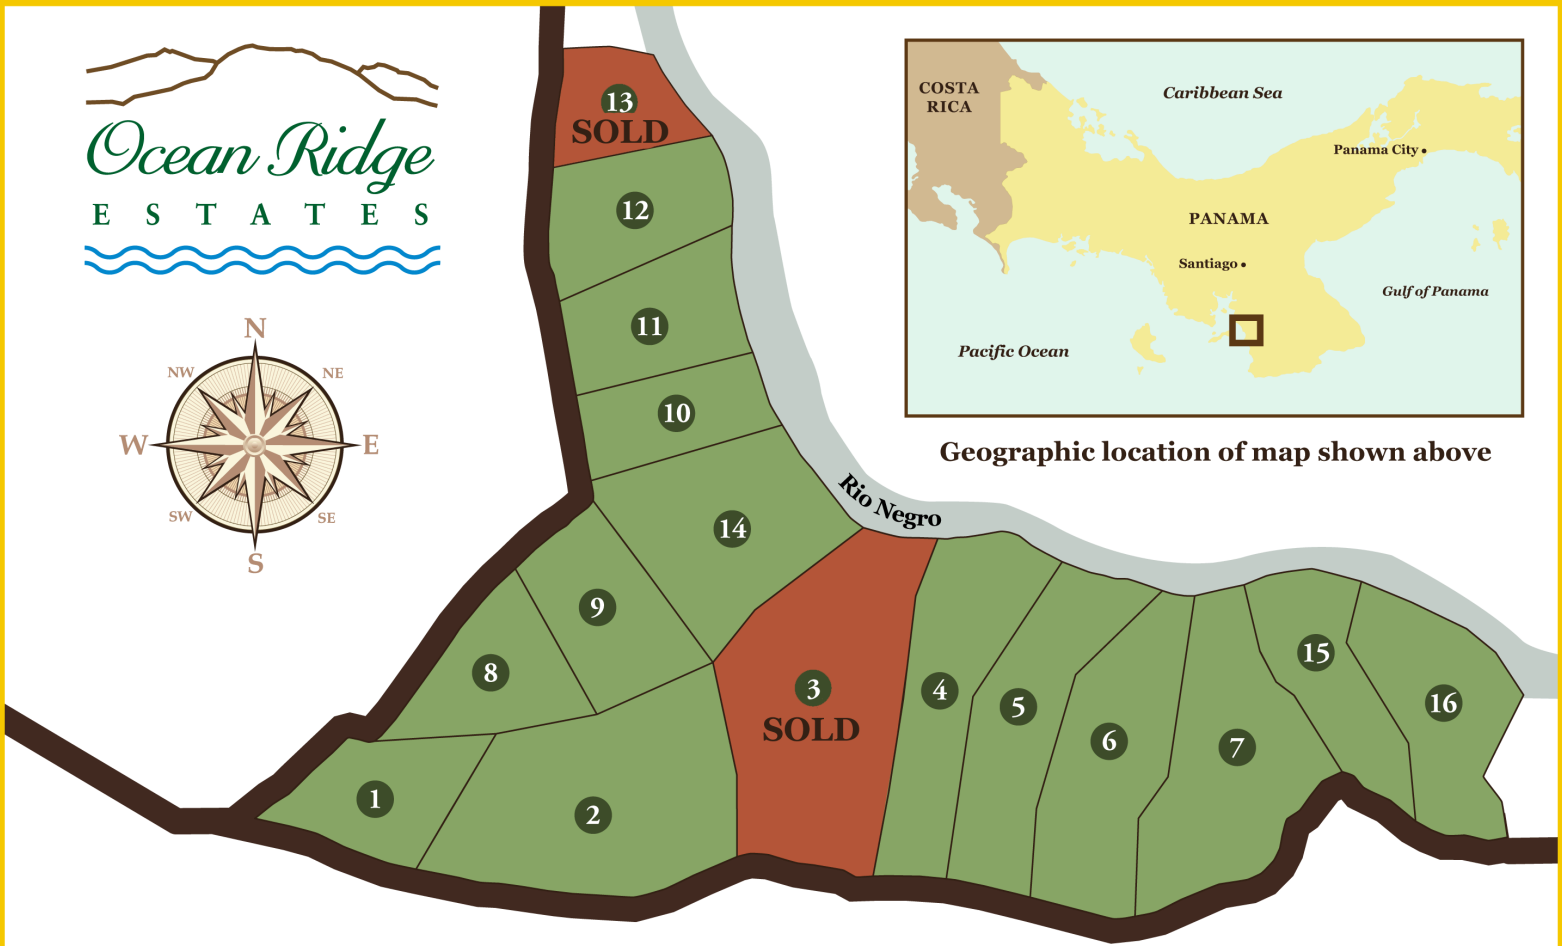 Ocean Ridge
ESTATES
N
NW
NE
W
E
SW
SE
S
13
SOLD
12
11
10
14
9
8
1
2
3
SOLD
4
5
6
7
15
16
Rio Negro
COSTA
RICA
Caribbean Sea
Panama City
PANAMA
Santiago
Gulf of Panama
Pacific Ocean
Geographic location of map shown above